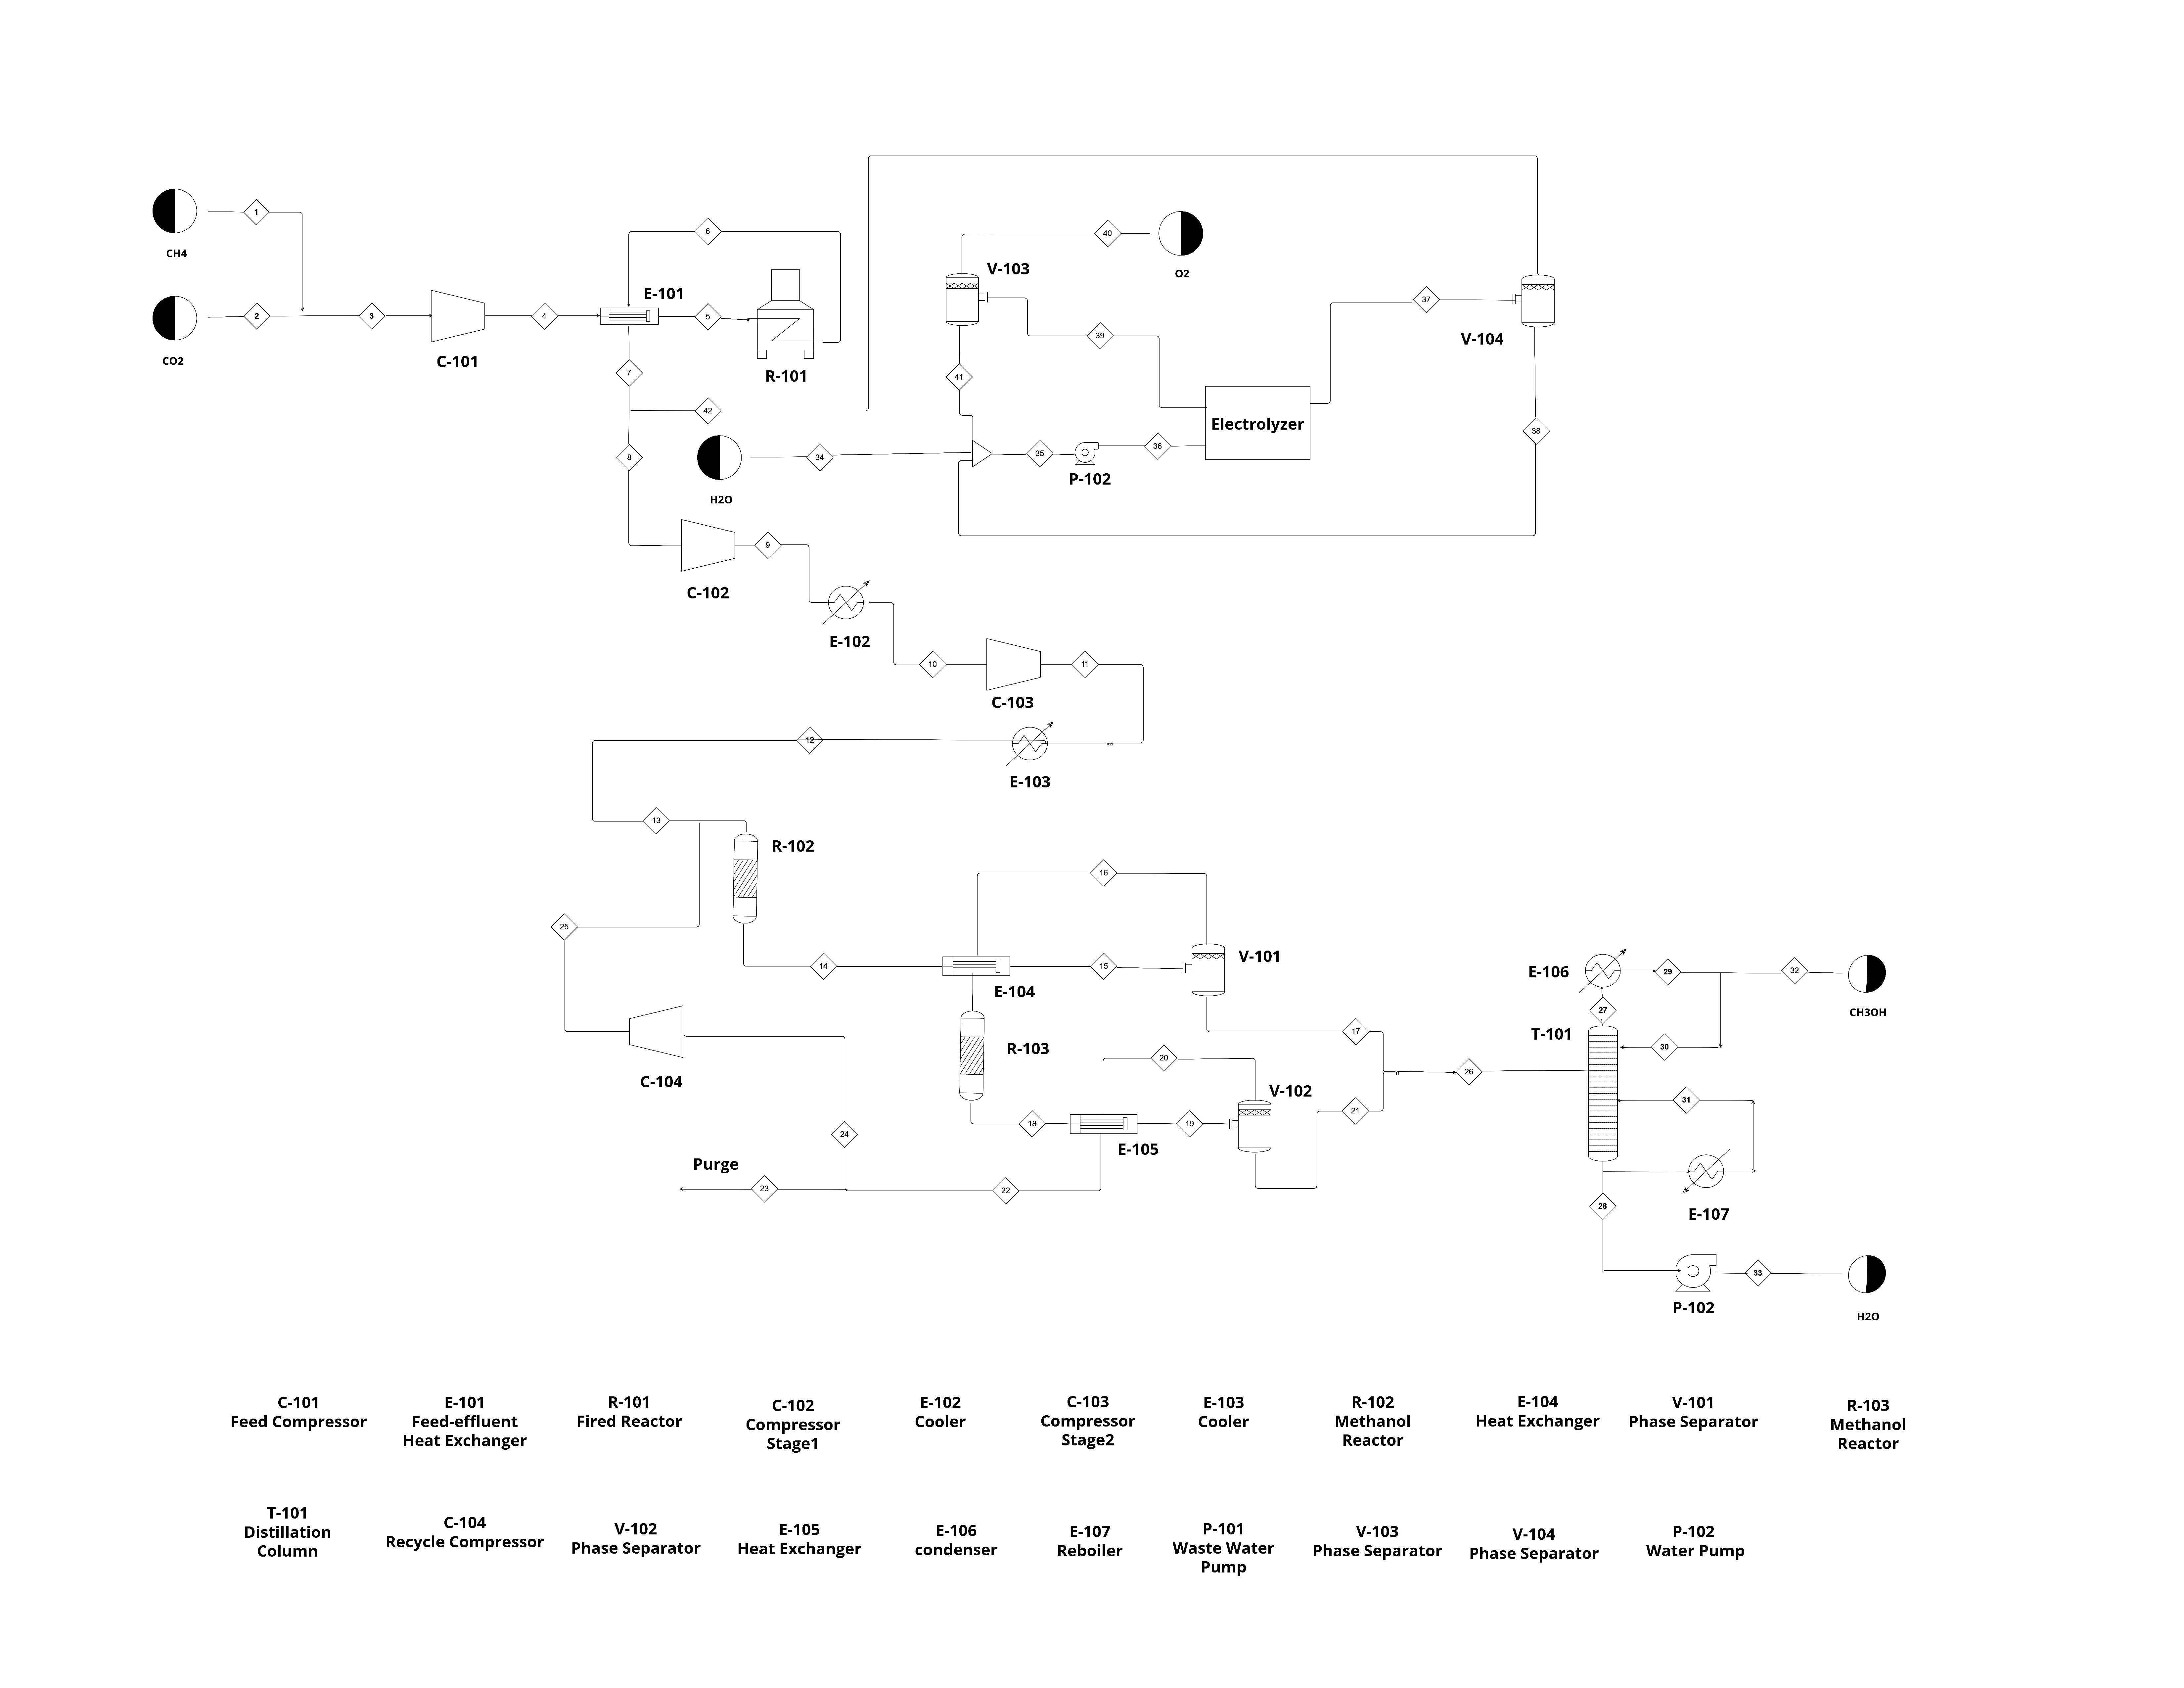 1
CH4
2
CO2
3
C-101
4
E-101
5
6
R-101
7
42
8
V-103
40
O2
39
41
37
V-104
Electrolyzer
38
H2O
34
35
P-102
36
C-102
9
E-102
10
C-103
11
E-103
12
13
R-102
25
14
E-104
15
16
V-101
C-104
24
R-103
17
18
E-105
19
20
V-102
21
Purge
23
22
26
E-106
27
29
32
CH3OH
T-101
30
31
E-107
28
P-102
33
H2O
C-101
Feed Compressor
E-101
Feed-effluent
Heat Exchanger
R-101
Fired Reactor
C-102
Compressor
Stage1
E-102
Cooler
C-103
Compressor
Stage2
E-103
Cooler
R-102
Methanol
Reactor
E-104
Heat Exchanger
V-101
Phase Separator
R-103
Methanol
Reactor
T-101
Distillation
Column
C-104
Recycle Compressor
V-102
Phase Separator
E-105
Heat Exchanger
E-106
condenser
E-107
Reboiler
P-101
Waste Water
Pump
V-103
Phase Separator
V-104
Phase Separator
P-102
Water Pump